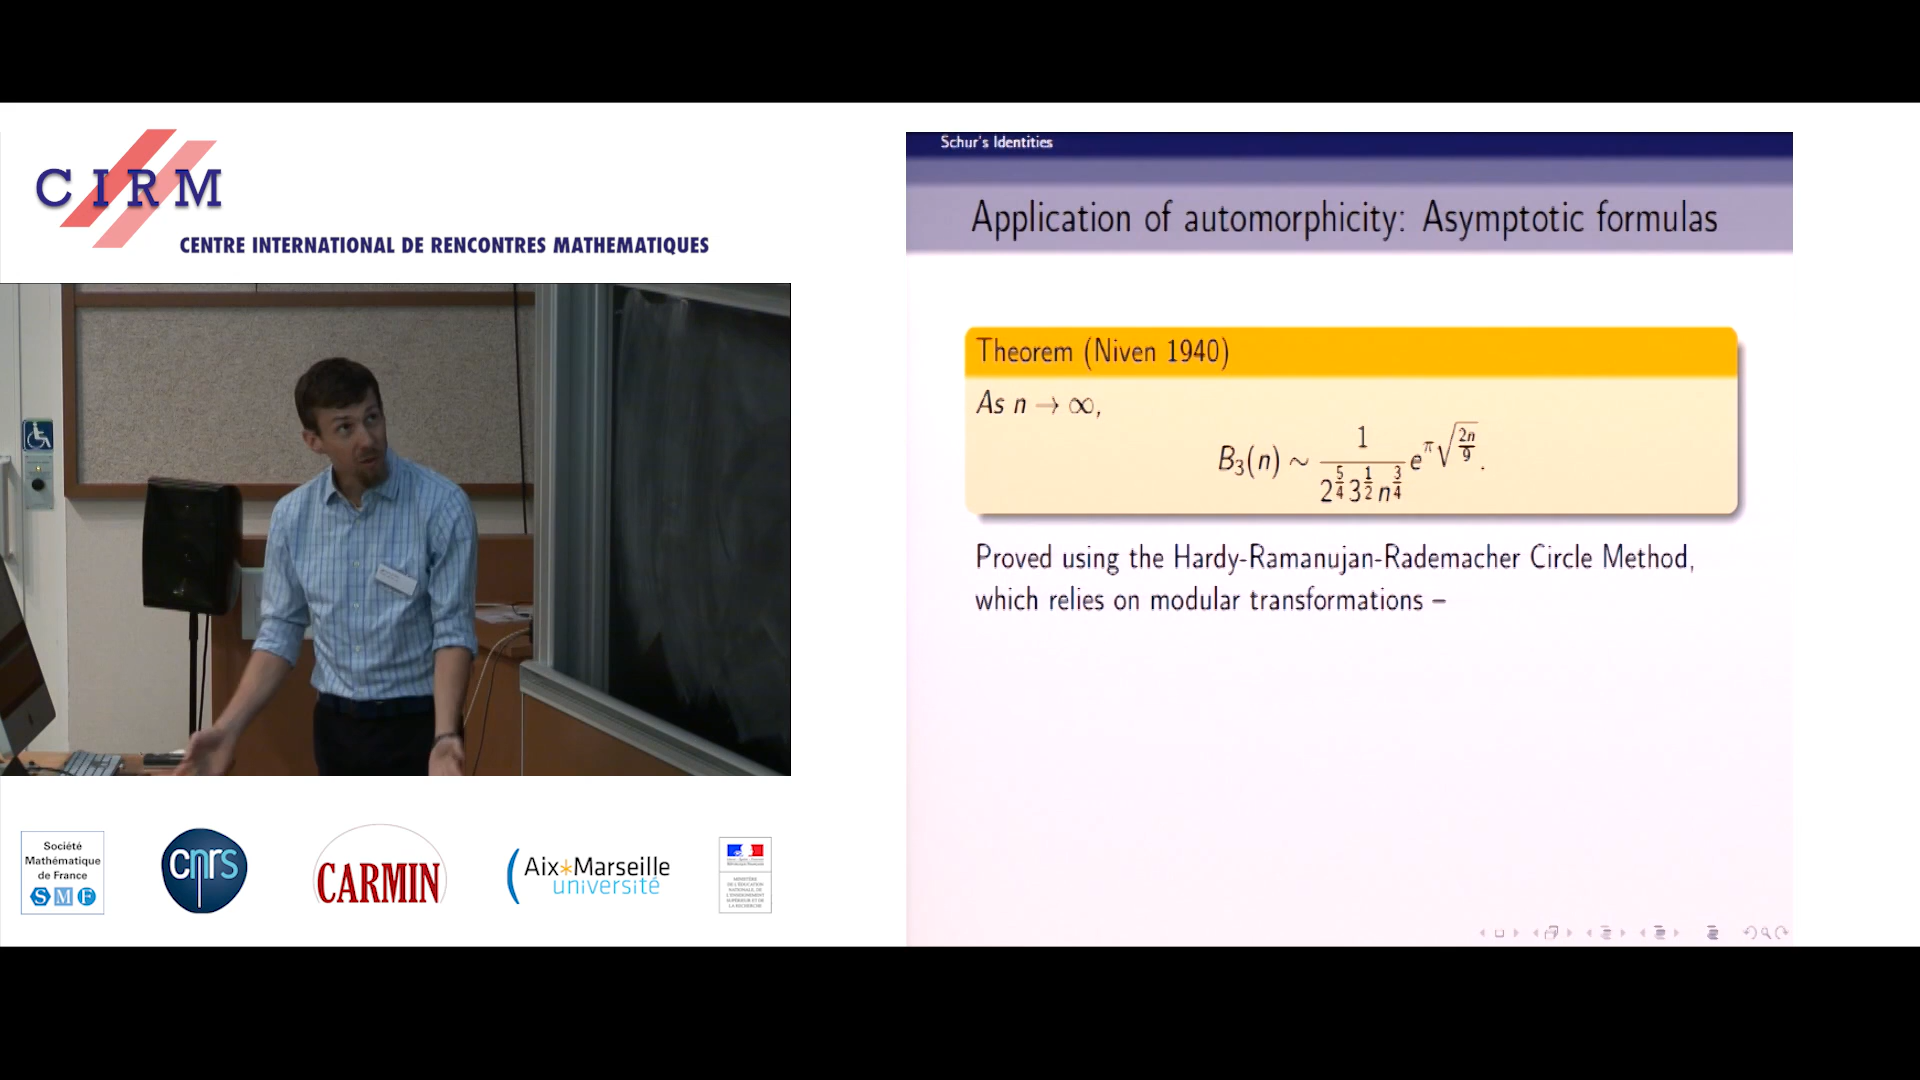 CIRM
CENTRE INTERNATIONAL DE RENCONTRES MATHEMATIQUES
Schur's Identities
Application of automorphicity: Asymptotic formulas
Theorem (Niven 1940)
As n → ∞,
B₃(n) ∼ 1 / (2^{5/4} 3^{1/2} n^{3/4}) e^{π√(2n/9)}.
Proved using the Hardy-Ramanujan-Rademacher Circle Method,
which relies on modular transformations –
Société
Mathématique
de France
SMF
cnrs
CARMIN
Aix*Marseille
université